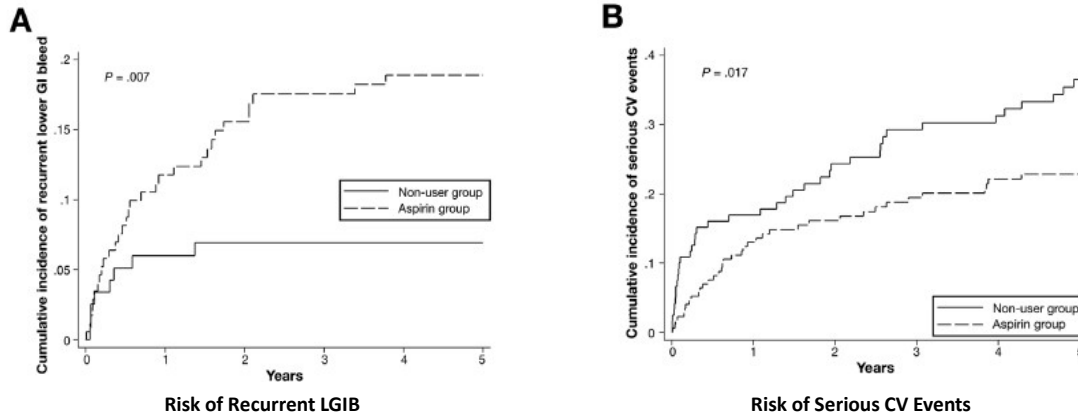 A
Cumulative incidence of recurrent lower GI bleed
.2
.15
.1
.05
0
P = .007
Non-user group
Aspirin group
0 1 2 3 4 5
Years
Risk of Recurrent LGIB
B
Cumulative incidence of serious CV events
.4
.3
.2
.1
0
P = .017
Non-user group
Aspirin group
0 1 2 3 4 5
Years
Risk of Serious CV Events